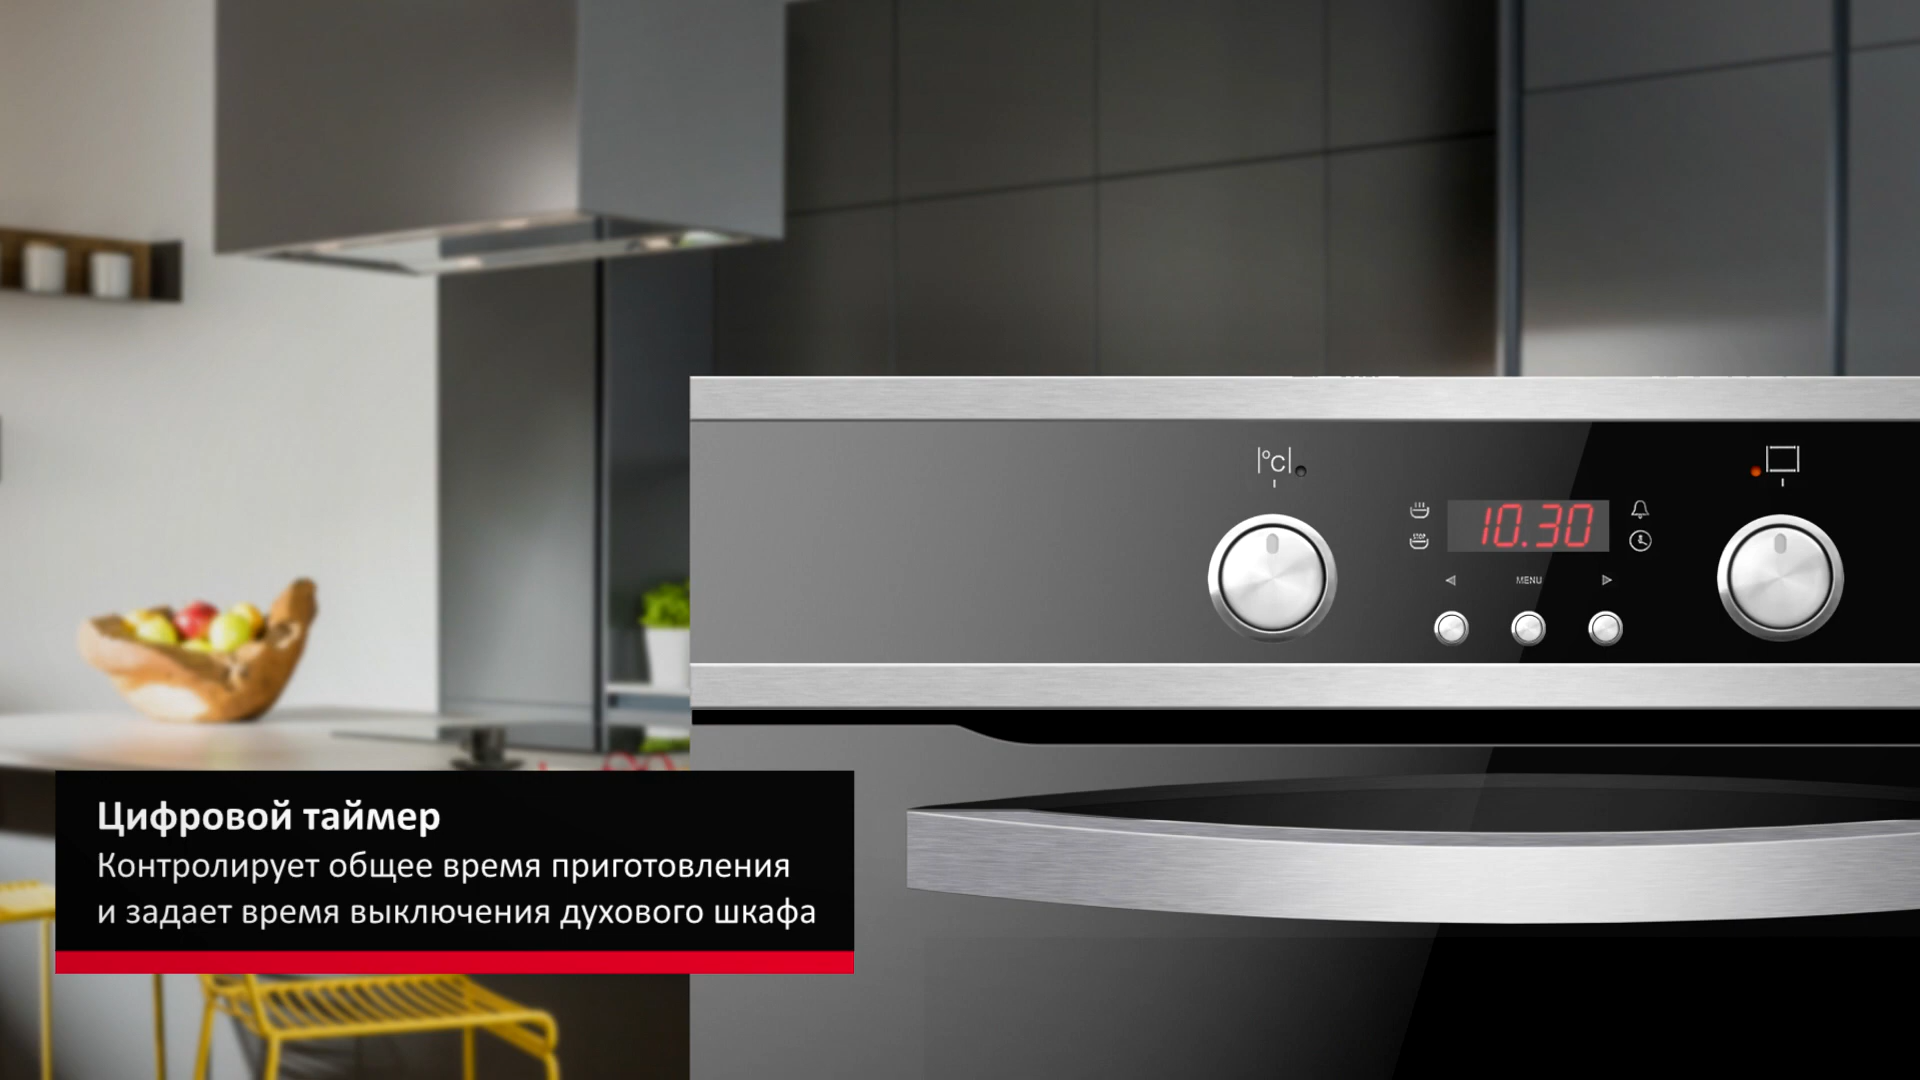 °C
10.30
STOP
MENU
Цифровой таймер
Контролирует общее время приготовления
и задает время выключения духового шкафа